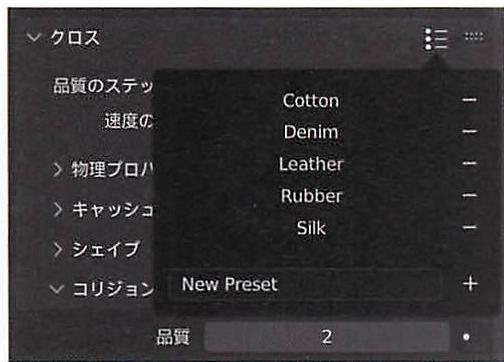 クロス
品質のステッ
速度の
物理プロパ
キャッシュ
シェイプ
コリジョン
Cotton
Denim
Leather
Rubber
Silk
New Preset
品質 2